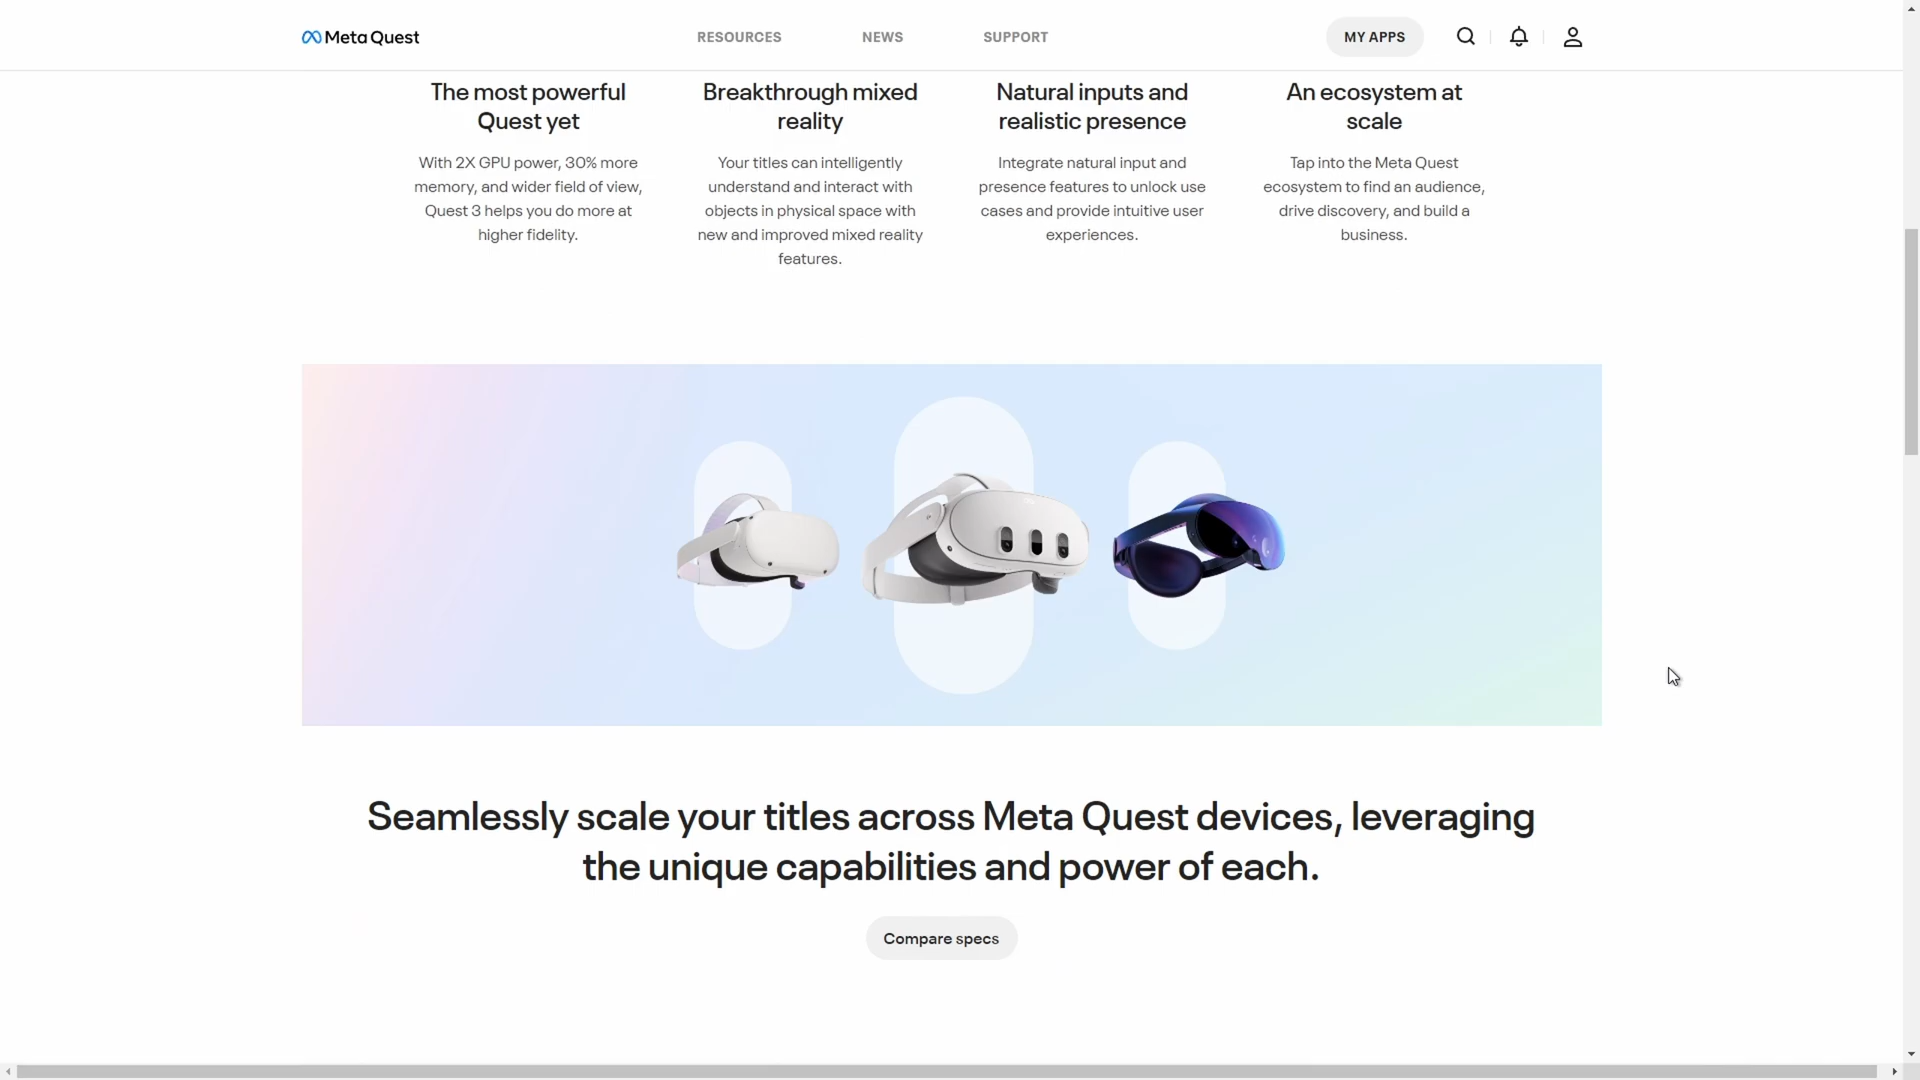 Meta Quest
RESOURCES
NEWS
SUPPORT
MY APPS
The most powerful
Quest yet
With 2X GPU power, 30% more
memory, and wider field of view,
Quest 3 helps you do more at
higher fidelity.
Breakthrough mixed
reality
Your titles can intelligently
understand and interact with
objects in physical space with
new and improved mixed reality
features.
Natural inputs and
realistic presence
Integrate natural input and
presence features to unlock use
cases and provide intuitive user
experiences.
An ecosystem at
scale
Tap into the Meta Quest
ecosystem to find an audience,
drive discovery, and build a
business.
Seamlessly scale your titles across Meta Quest devices, leveraging
the unique capabilities and power of each.
Compare specs